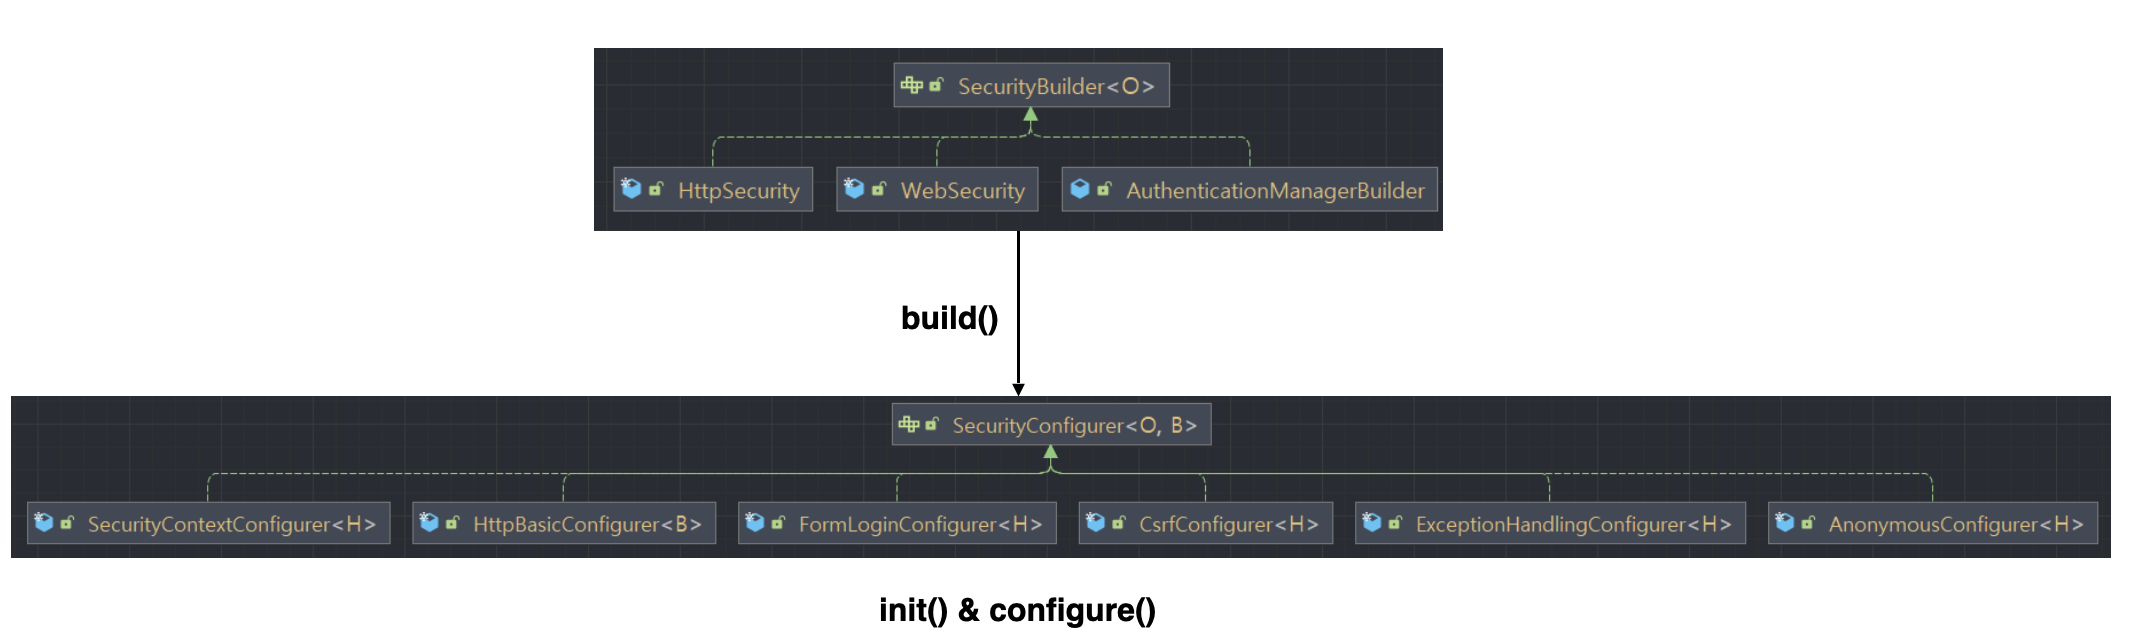 SecurityBuilder<O>
HttpSecurity
WebSecurity
AuthenticationManagerBuilder
build()
SecurityConfigurer<O, B>
SecurityContextConfigurer<H>
HttpBasicConfigurer<B>
FormLoginConfigurer<H>
CsrfConfigurer<H>
ExceptionHandlingConfigurer<H>
AnonymousConfigurer<H>
init() & configure()